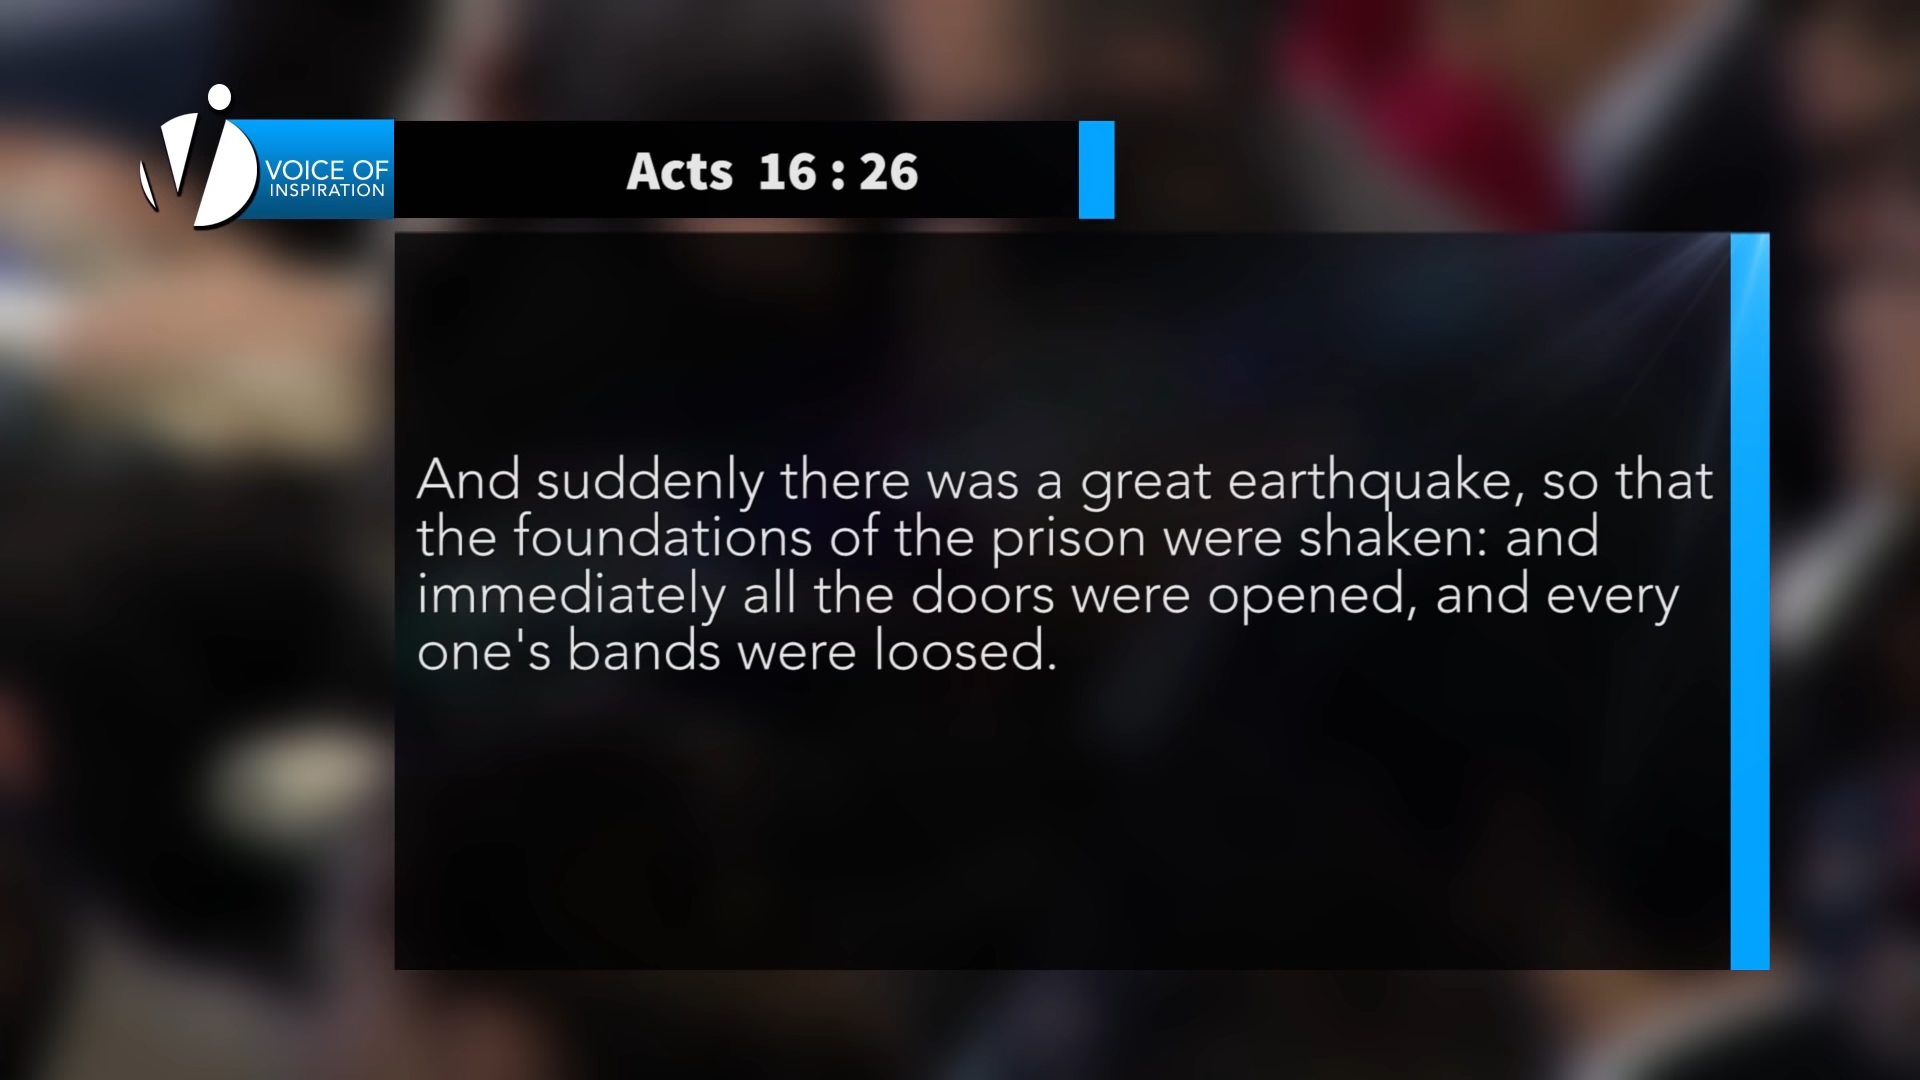 VOICE OF
INSPIRATION
Acts 16 : 26
And suddenly there was a great earthquake, so that
the foundations of the prison were shaken: and
immediately all the doors were opened, and every
one's bands were loosed.